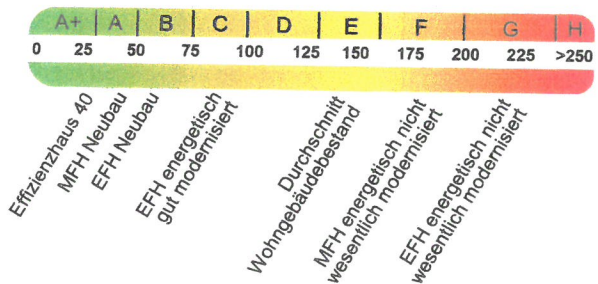 A+ A B C D E F G H
0 25 50 75 100 125 150 175 200 225 >250
Effizienzhaus 40
MFH Neubau
EFH Neubau
EFH energetisch
gut modernisiert
Durchschnitt
Wohngebäudebestand
MFH energetisch nicht
wesentlich modernisiert
EFH energetisch nicht
wesentlich modernisiert